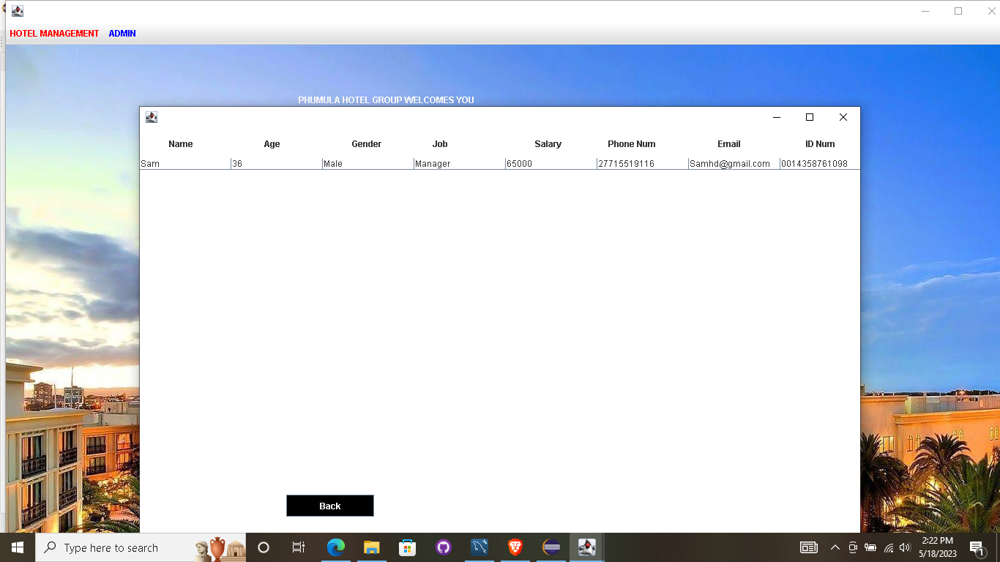 HOTEL MANAGEMENT ADMIN
PHUMULA HOTEL GROUP WELCOMES YOU
Name Age Gender Job Salary Phone Num Email ID Num
Sam 36 Male Manager 65000 27715519116 Samhd@gmail.com 0014358761098
Back
Type here to search
2:22 PM
5/18/2023
1